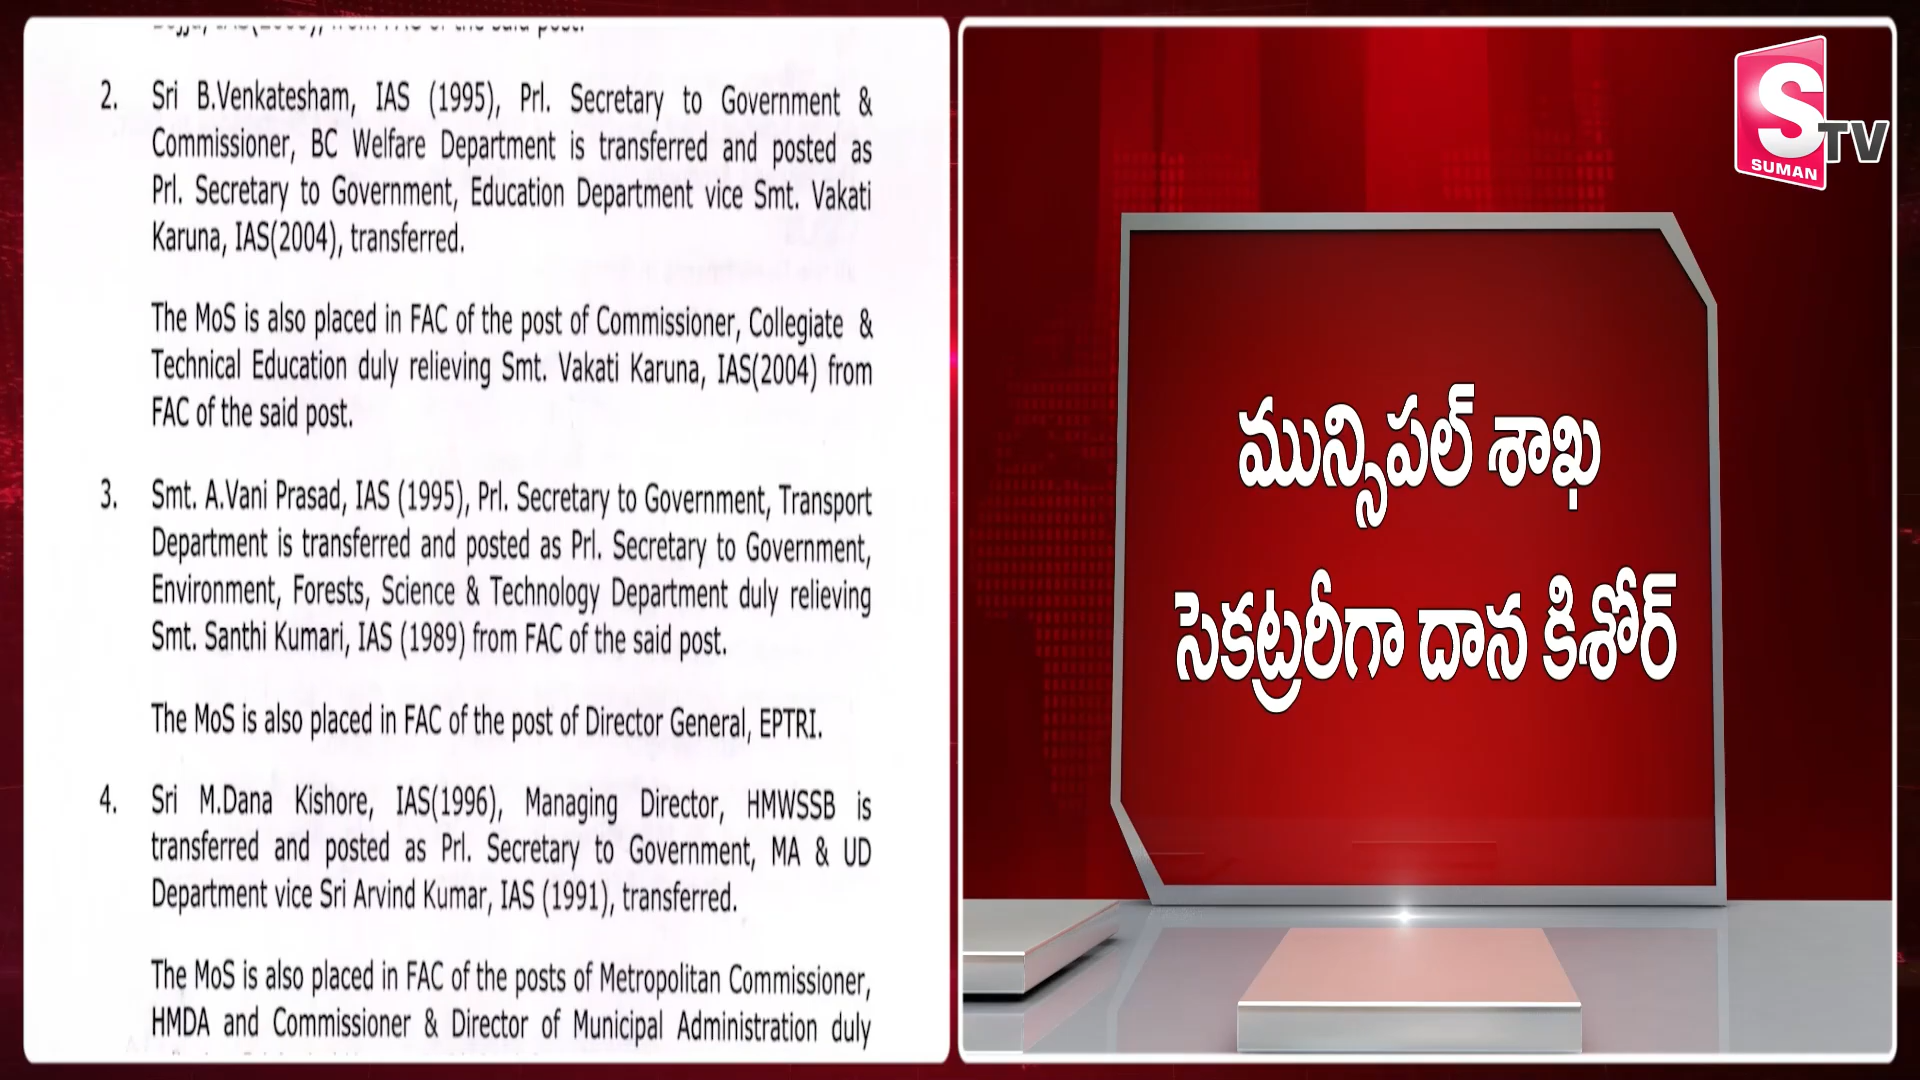 2. Sri B.Venkatesham, IAS (1995), Prl. Secretary to Government &
Commissioner, BC Welfare Department is transferred and posted as
Prl. Secretary to Government, Education Department vice Smt. Vakati
Karuna, IAS(2004), transferred.
The MoS is also placed in FAC of the post of Commissioner, Collegiate &
Technical Education duly relieving Smt. Vakati Karuna, IAS(2004) from
FAC of the said post.
3. Smt. A.Vani Prasad, IAS (1995), Prl. Secretary to Government, Transport
Department is transferred and posted as Prl. Secretary to Government,
Environment, Forests, Science & Technology Department duly relieving
Smt. Santhi Kumari, IAS (1989) from FAC of the said post.
The MoS is also placed in FAC of the post of Director General, EPTRI.
4. Sri M.Dana Kishore, IAS(1996), Managing Director, HMWSSB is
transferred and posted as Prl. Secretary to Government, MA & UD
Department vice Sri Arvind Kumar, IAS (1991), transferred.
The MoS is also placed in FAC of the posts of Metropolitan Commissioner,
HMDA and Commissioner & Director of Municipal Administration duly
S TV
SUMAN
మున్సిపల్ శాఖ
సెకట్రరీగా దాన కిశోర్